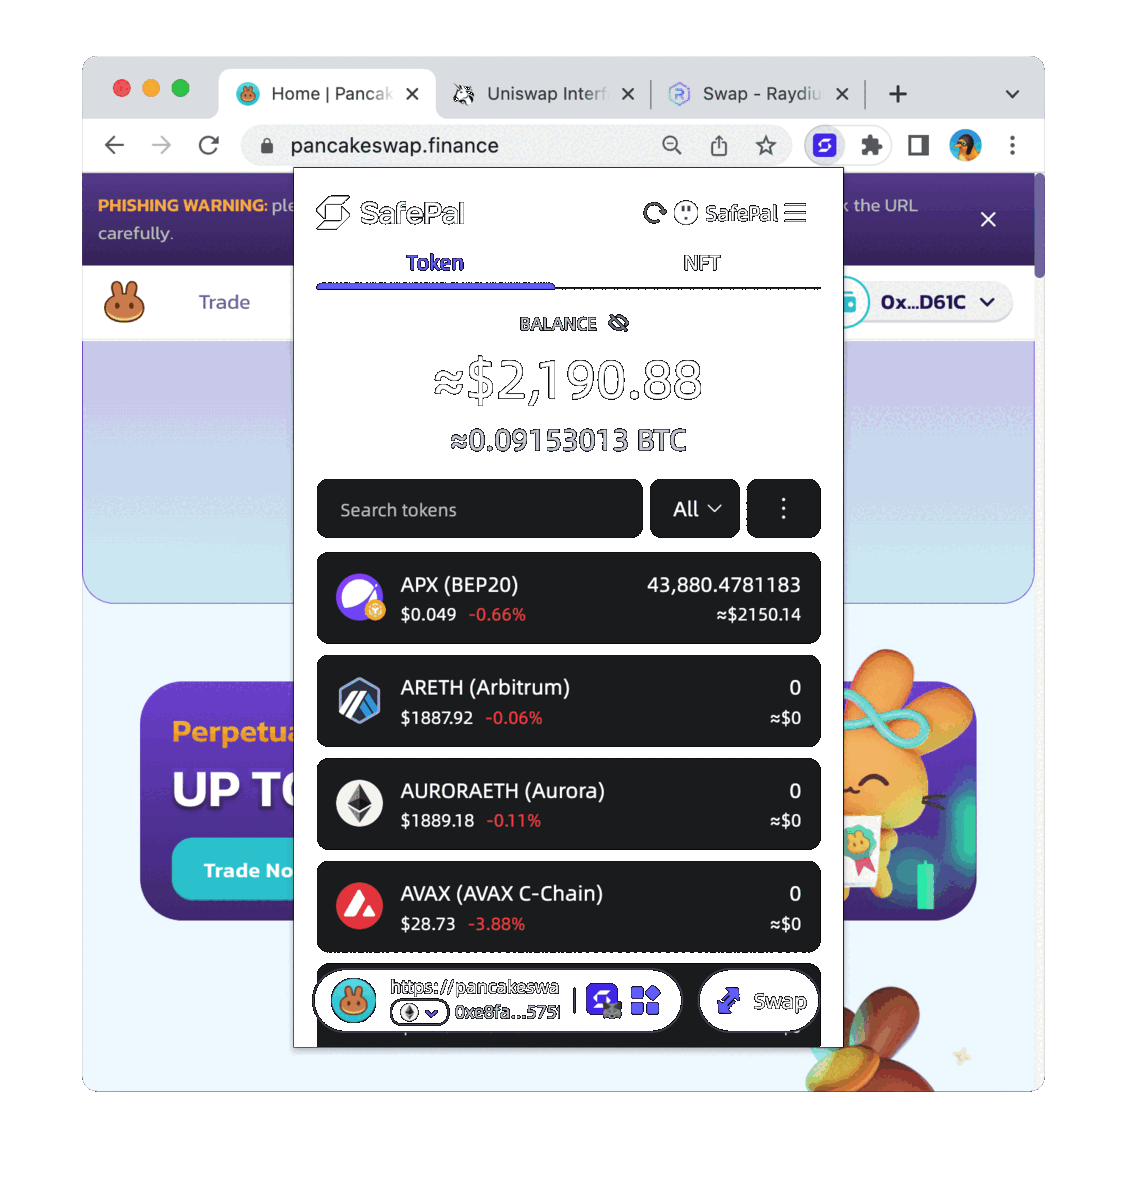 Home | Pancak
Uniswap Interf
Swap - Raydiu
pancakeswap.finance
PHISHING WARNING: ple
k the URL
carefully.
SafePal
SafePal
Token
NFT
Trade
0x...D61C
BALANCE
≈$2,190.88
≈0.09153013 BTC
Search tokens
All
APX (BEP20)
43,880.4781183
$0.049 -0.66%
≈$2150.14
ARETH (Arbitrum)
0
$1887.92 -0.06%
≈$0
Perpetua
UP TO
Trade No
AURORAETH (Aurora)
0
$1889.18 -0.11%
≈$0
AVAX (AVAX C-Chain)
0
$28.73 -3.88%
≈$0
https://pancakeswa
0xe8fa...575
Swap